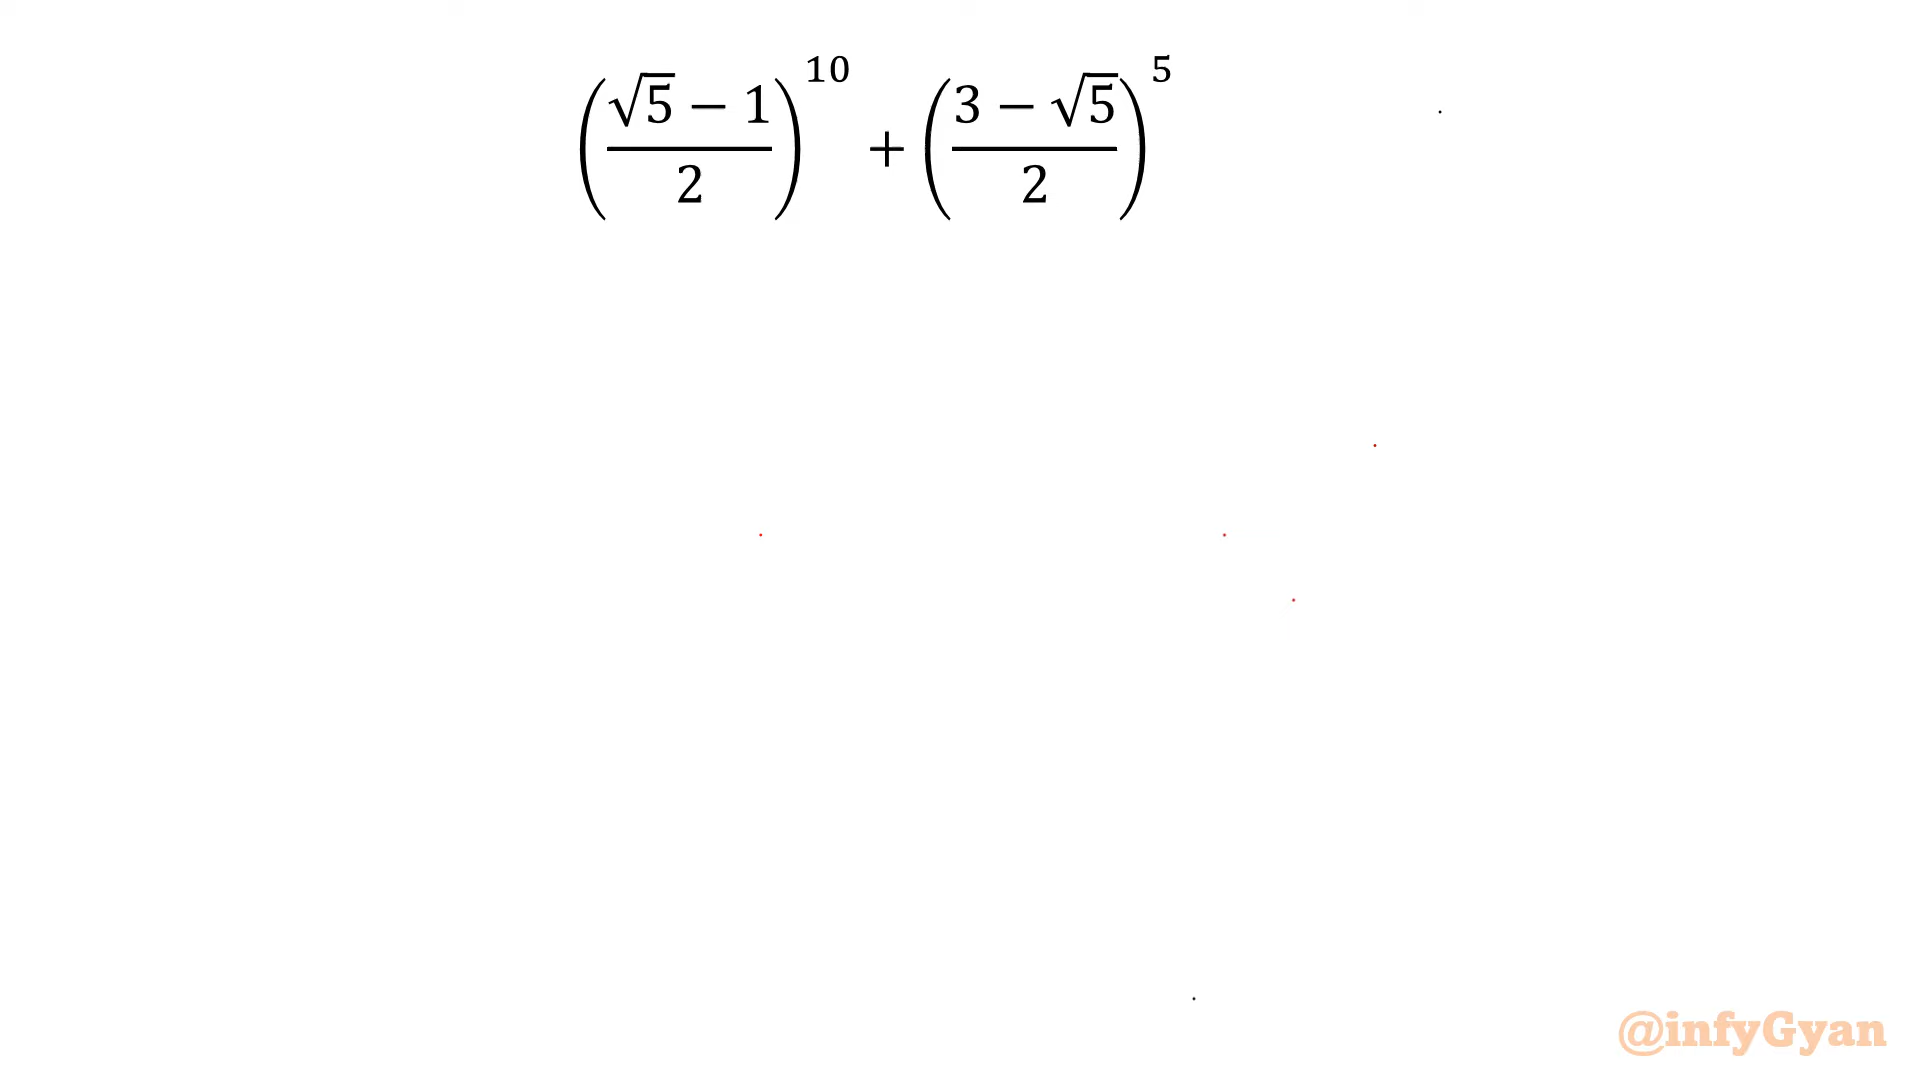 ((√5 − 1)/2)^10 + ((3 − √5)/2)^5
@infyGyan